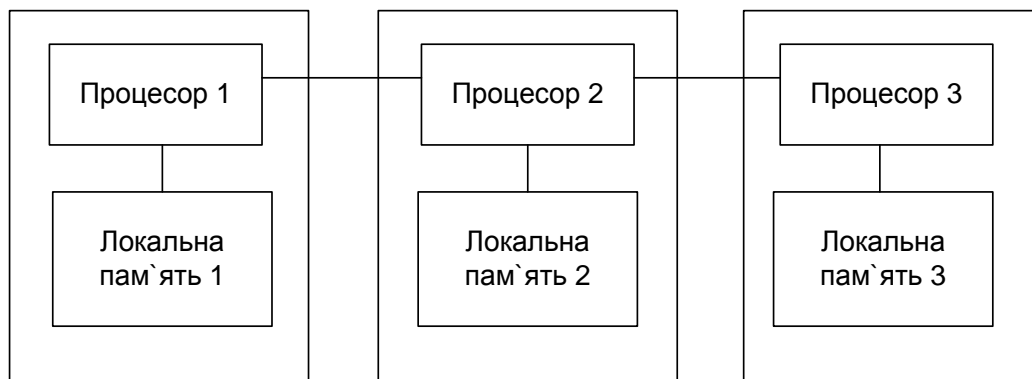 Процесор 1
Процесор 2
Процесор 3
Локальна
пам`ять 1
Локальна
пам`ять 2
Локальна
пам`ять 3